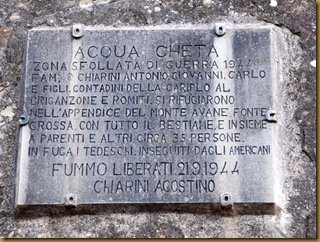 ACQUA CHETA
ZONA SFOLLATA DI GUERRA 1944
FAM. CHIARINI ANTONIO, GIOVANNI, CARLO
E FIGLI, CONTADINI DELLA CARIPLO AL
BRIGANZONE E ROMITI. SI RIFUGIARONO
NELL'APPENDICE DEL MONTE AVANE FONTE
GROSSA CON TUTTO IL BESTIAME, E INSIEME
A PARENTI E ALTRI, CIRCA 35 PERSONE.
IN FUGA I TEDESCHI, INSEGUITI DAGLI AMERICANI
FUMMO LIBERATI 21.9.1944
CHIARINI AGOSTINO